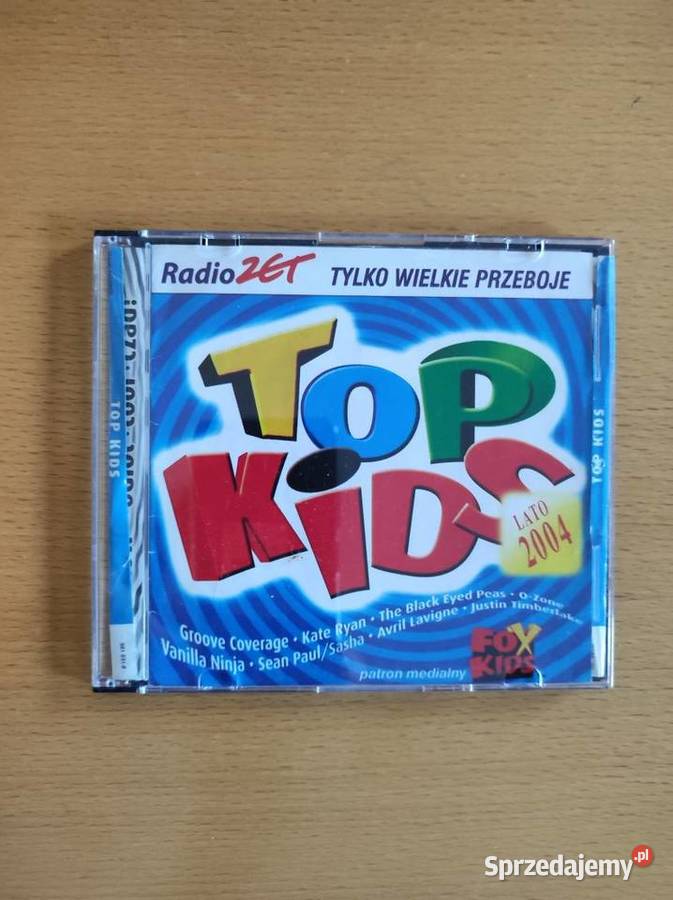 Radio ZET TYLKO WIELKIE PRZEBOJE
TOP
KiDS
LATO
2004
TOP KIDS
TOP KIDS
Groove Coverage • Kate Ryan • The Black Eyed Peas • O-Zone
Vanilla Ninja • Sean Paul/Sasha • Avril Lavigne • Justin Timberlake
patron medialny
FOX
KIDS
Sprzedajemy.pl